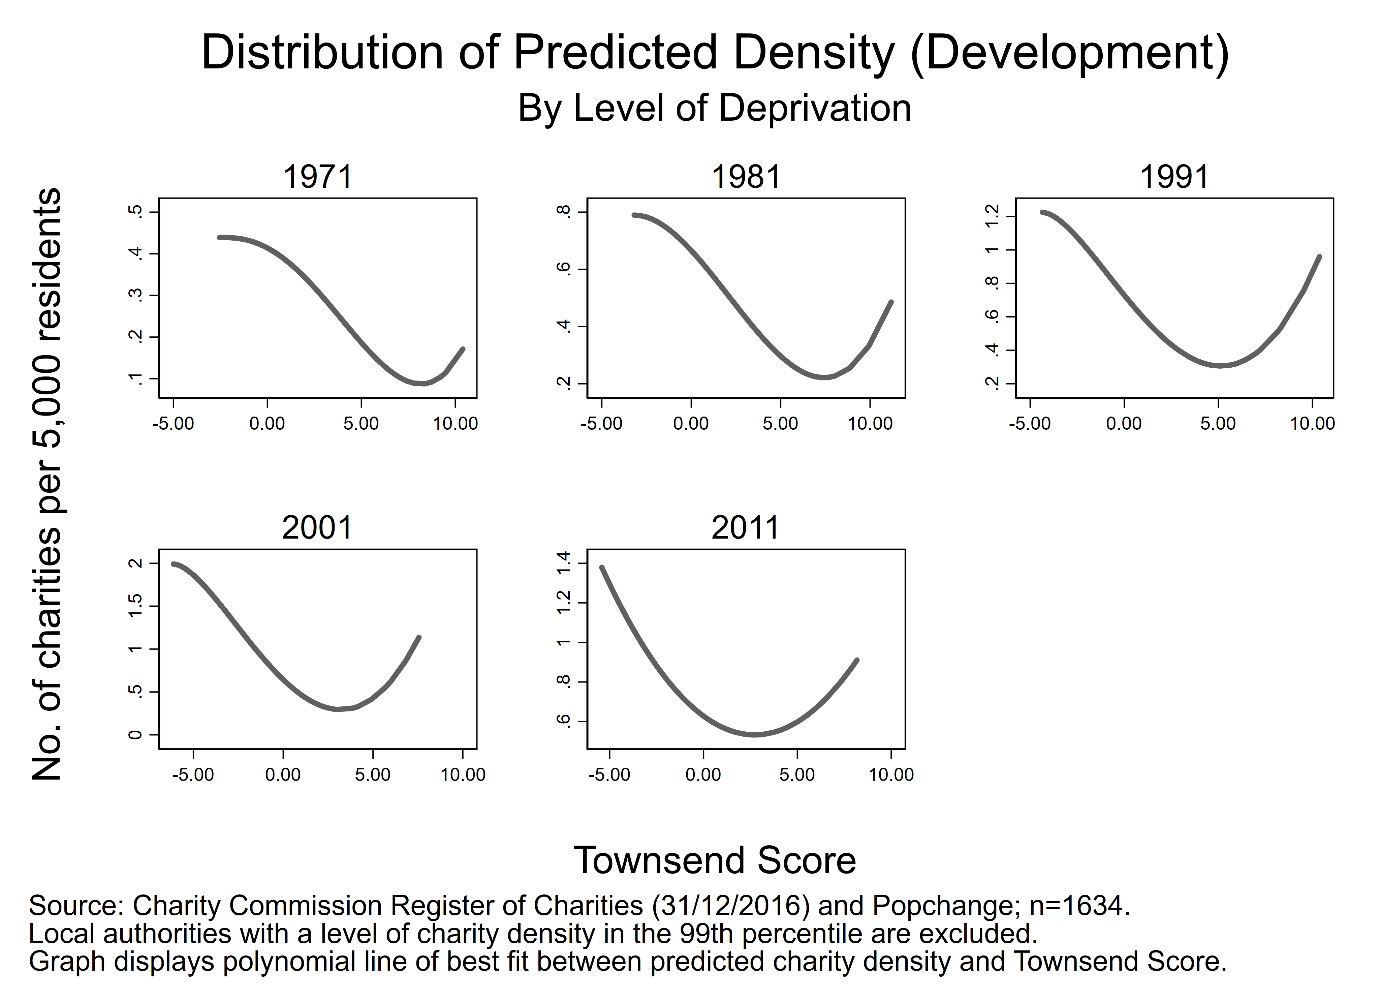 Distribution of Predicted Density (Development)
By Level of Deprivation
No. of charities per 5,000 residents
1971
.5
.4
.3
.2
.1
-5.00 0.00 5.00 10.00
1981
.8
.6
.4
.2
-5.00 0.00 5.00 10.00
1991
1.2
1
.8
.6
.4
.2
-5.00 0.00 5.00 10.00
2001
2
1.5
1
.5
0
-5.00 0.00 5.00 10.00
2011
1.4
1.2
1
.8
.6
-5.00 0.00 5.00 10.00
Townsend Score
Source: Charity Commission Register of Charities (31/12/2016) and Popchange; n=1634.
Local authorities with a level of charity density in the 99th percentile are excluded.
Graph displays polynomial line of best fit between predicted charity density and Townsend Score.